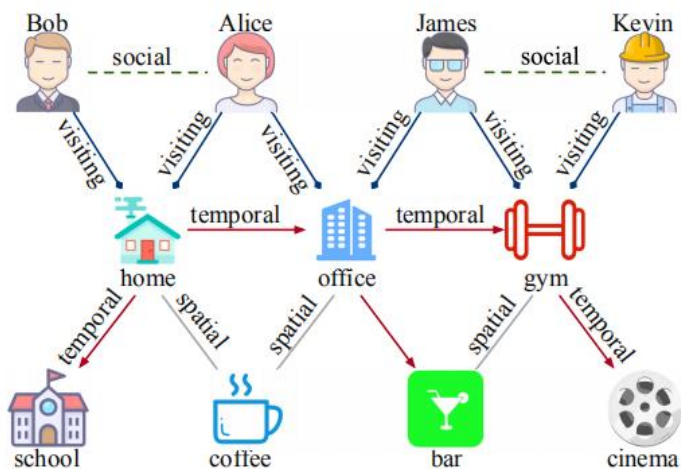 Bob
Alice
James
Kevin
social
social
visiting
visiting
visiting
visiting
visiting
visiting
temporal
temporal
home
office
gym
temporal
spatial
spatial
spatial
temporal
school
coffee
bar
cinema